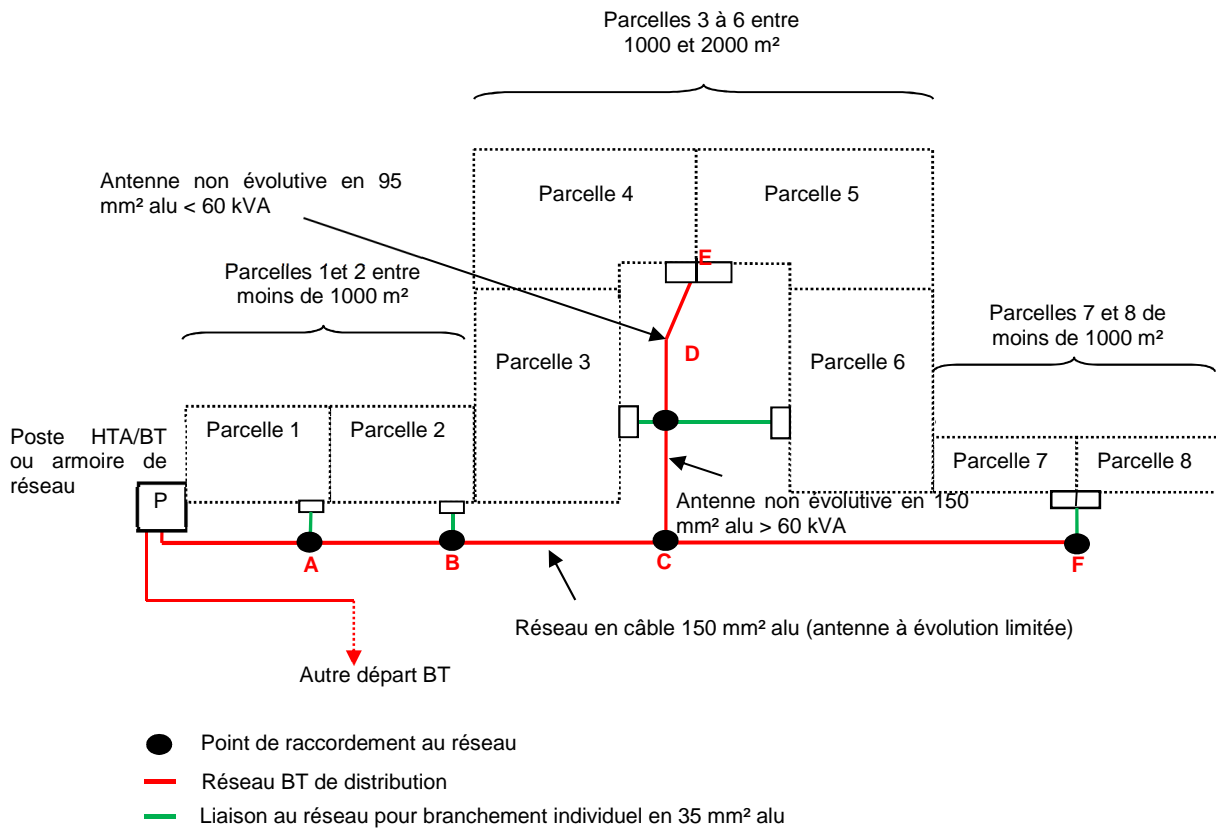 Parcelles 3 à 6 entre
1000 et 2000 m²
Antenne non évolutive en 95
mm² alu < 60 kVA
Parcelle 4
Parcelle 5
E
Parcelles 1et 2 entre
moins de 1000 m²
Parcelles 7 et 8 de
moins de 1000 m²
Parcelle 3
D
Parcelle 6
Poste HTA/BT
ou armoire de
réseau
Parcelle 1
Parcelle 2
Parcelle 7
Parcelle 8
P
Antenne non évolutive en 150
mm² alu > 60 kVA
A
B
C
F
Réseau en câble 150 mm² alu (antenne à évolution limitée)
Autre départ BT
Point de raccordement au réseau
Réseau BT de distribution
Liaison au réseau pour branchement individuel en 35 mm² alu